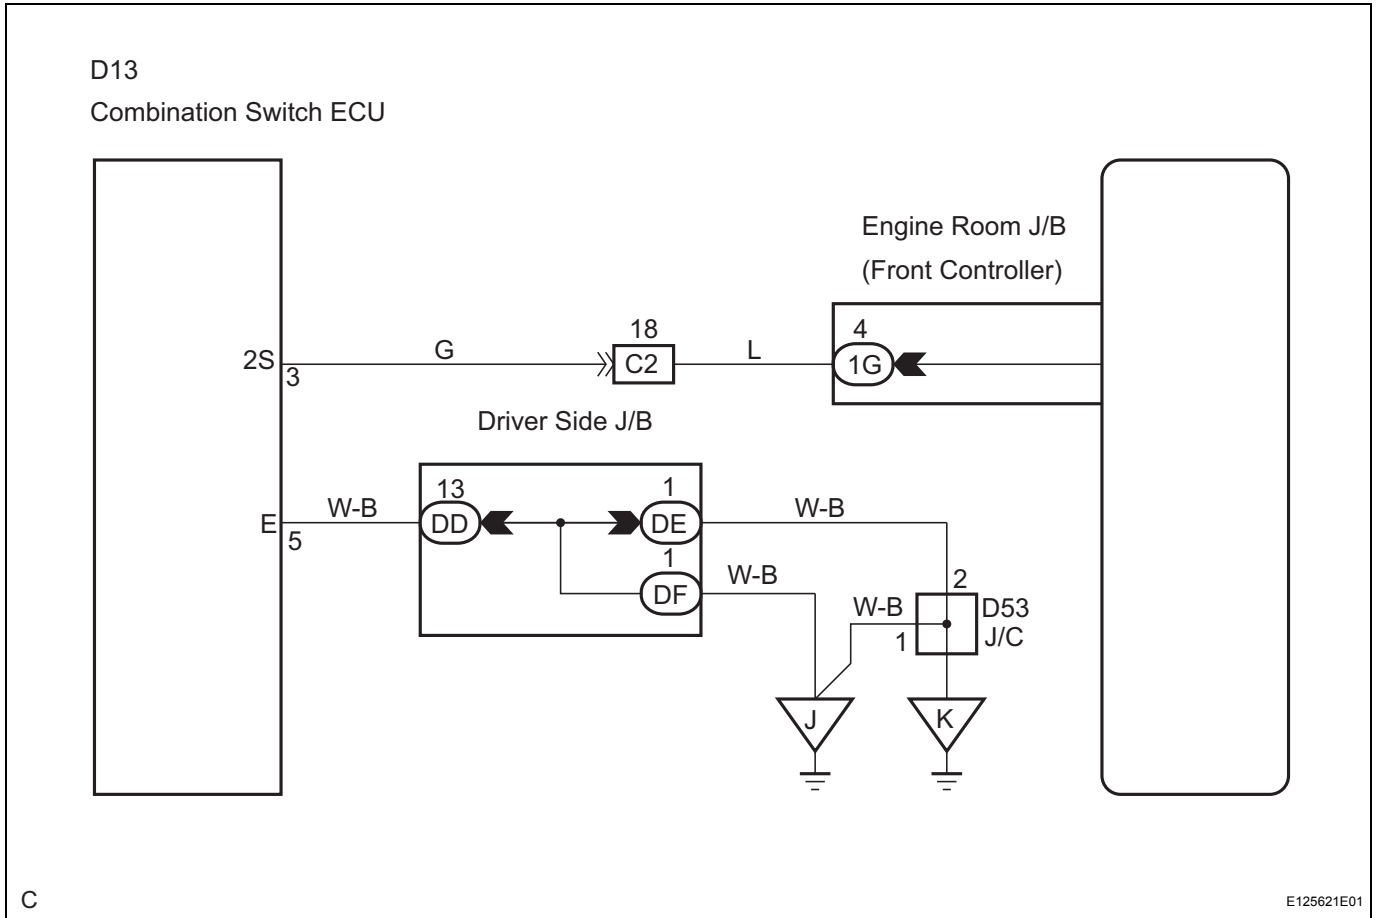 D13
Combination Switch ECU
Engine Room J/B
(Front Controller)
18
4
2S
3
G
C2
L
1G
Driver Side J/B
13
1
E
5
W-B
DD
DE
W-B
1
DF
W-B
2
W-B
1
D53
J/C
J
K
C
E125621E01